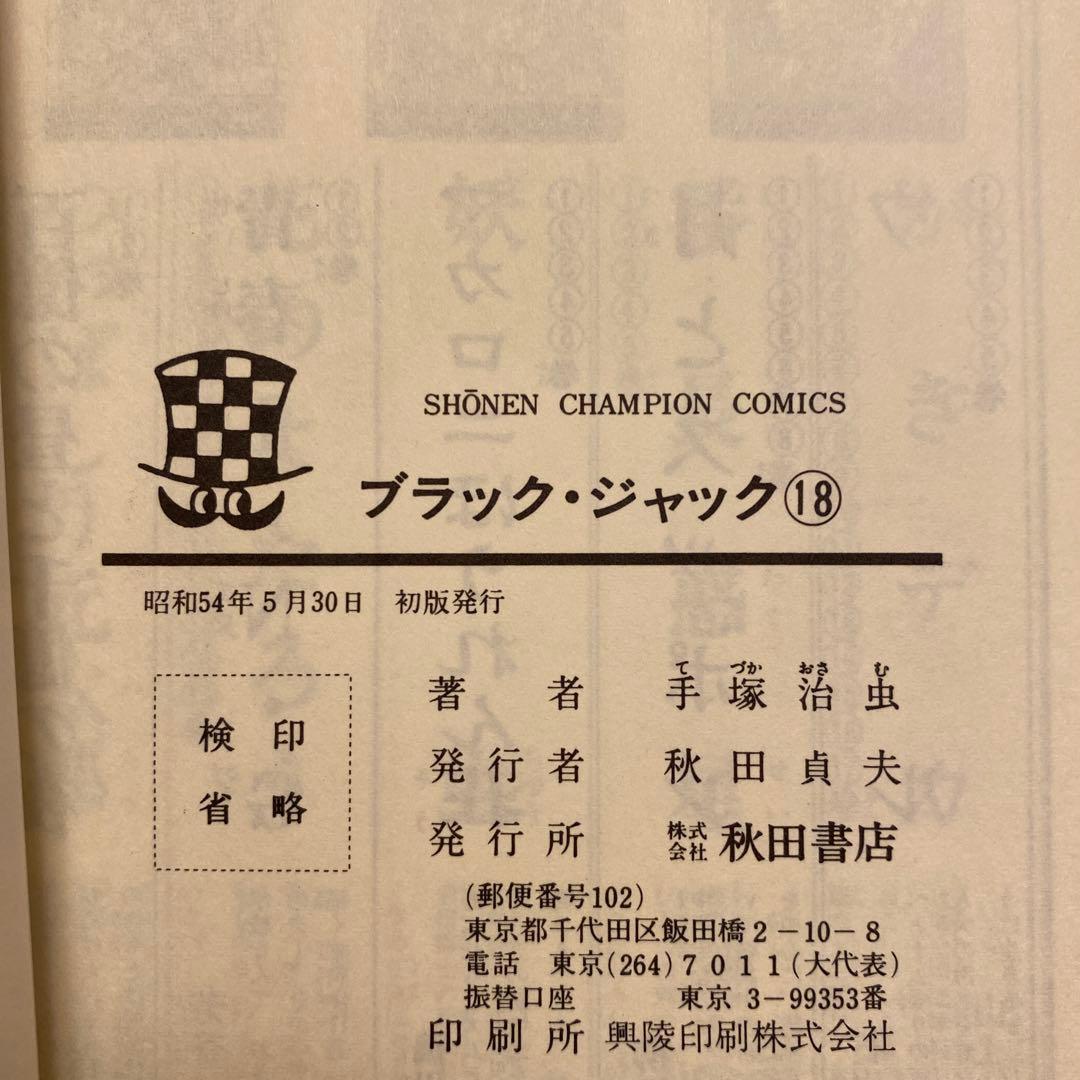 SHŌNEN CHAMPION COMICS
ブラック・ジャック⑱
昭和54年5月30日 初版発行
検印
省略
著者 手塚治虫
てづかおさむ
発行者 秋田貞夫
発行所 株式会社 秋田書店
(郵便番号102)
東京都千代田区飯田橋2-10-8
電話 東京(264)7011(大代表)
振替口座 東京 3-99353番
印刷所 興陵印刷株式会社